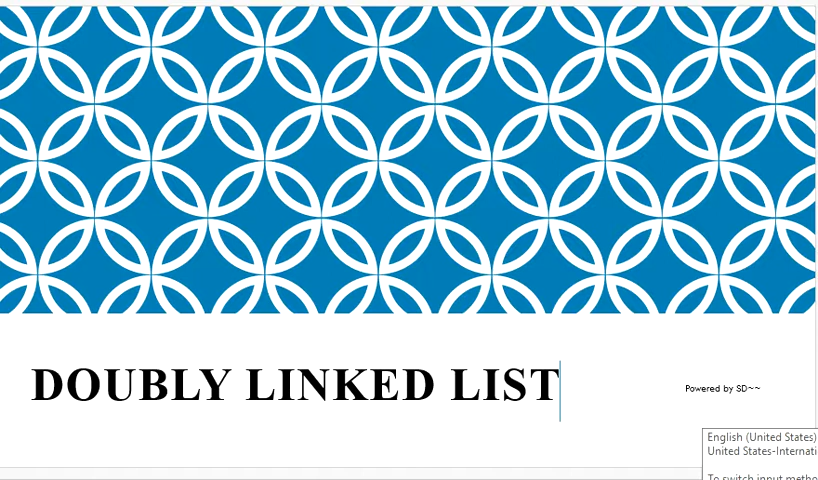 DOUBLY LINKED LIST
Powered by SD~~
English (United States)
United States-Internati
To switch input metho